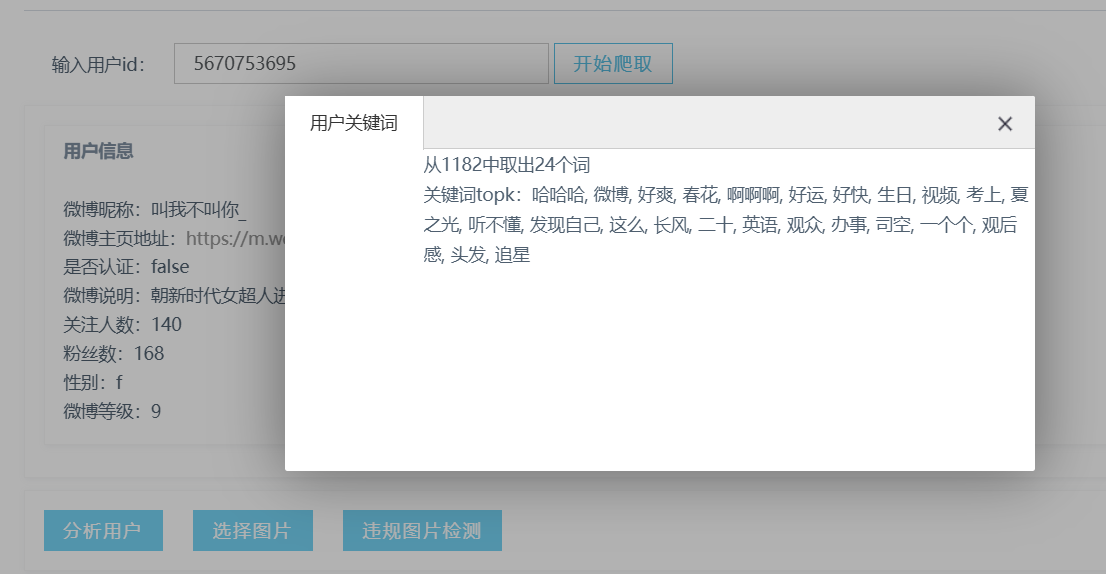 输入用户id：
5670753695
开始爬取
用户关键词
从1182中取出24个词
关键词topk：哈哈哈, 微博, 好爽, 春花, 啊啊啊, 好运, 好快, 生日, 视频, 考上, 夏
之光, 听不懂, 发现自己, 这么, 长风, 二十, 英语, 观众, 办事, 司空, 一个个, 观后
感, 头发, 追星
用户信息
微博昵称：叫我不叫你_
微博主页地址：https://m.w
是否认证：false
微博说明：朝新时代女超人进
关注人数：140
粉丝数：168
性别：f
微博等级：9
分析用户
选择图片
违规图片检测